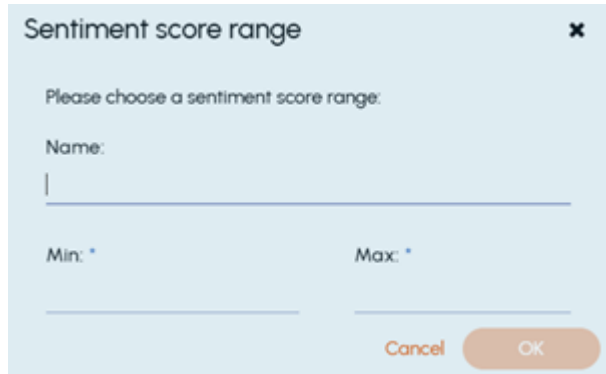 Sentiment score range
Please choose a sentiment score range:
Name:
Min: * Max: *
Cancel OK